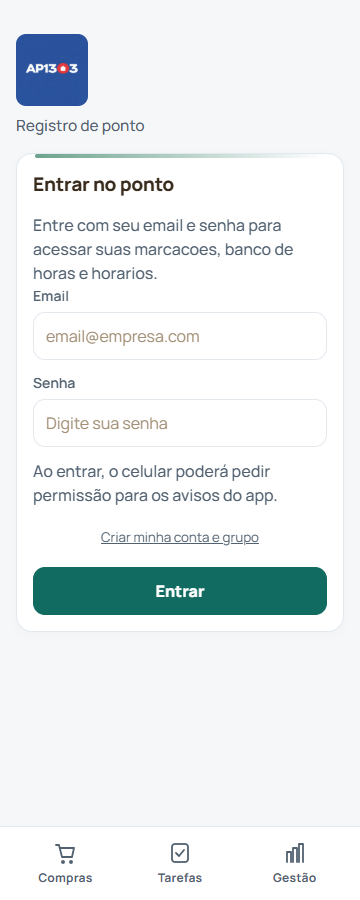 AP13O3
Registro de ponto
Entrar no ponto
Entre com seu email e senha para
acessar suas marcacoes, banco de
horas e horarios.
Email
email@empresa.com
Senha
Digite sua senha
Ao entrar, o celular poderá pedir
permissão para os avisos do app.
Criar minha conta e grupo
Entrar
Compras
Tarefas
Gestão